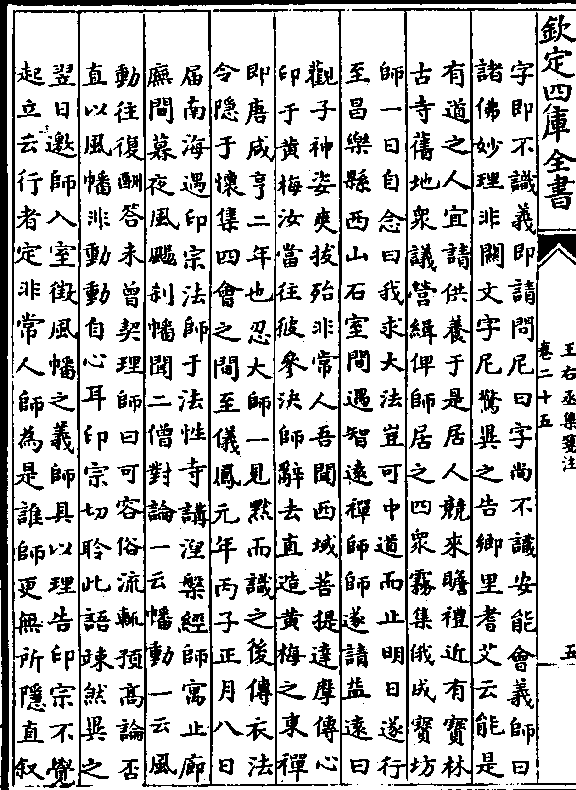 欽定四庫全書
王右丞集箋注
卷二十五
五
字即不識義即請問尼曰字尚不識安能會義師曰
諸佛妙理非關文字尼驚異之告鄉里耆艾云能是
有道之人宜請供養于是居人競來瞻禮近有寶林
古寺舊地衆議營緝俾師居之四衆霧集俄成寶坊
師一日自念曰我求大法豈可中道而止明日遂行
至昌樂縣西山石室間遇智遠禪師師遂請益遠曰
觀子神姿爽拔殆非常人吾聞西域菩提達摩傳心
印于黄梅汝當往彼參決師辭去直造黄梅之東禪
即唐咸亨二年也忍大師一見黙而識之後傳衣法
令隱于懷集四會之間至儀鳳元年丙子正月八日
届南海遇印宗法師于法性寺講涅槃經師寓止廊
廡間暮夜風颺刹幡聞二僧對論一云幡動一云風
動往復酬答未曽契理師曰可容俗流輒預髙論否
直以風幡非動動自心耳印宗切聆此語竦然異之
翌日邀師入室徴風幡之義師具以理告印宗不覺
起立云行者定非常人師為是誰師更無所隱直叙